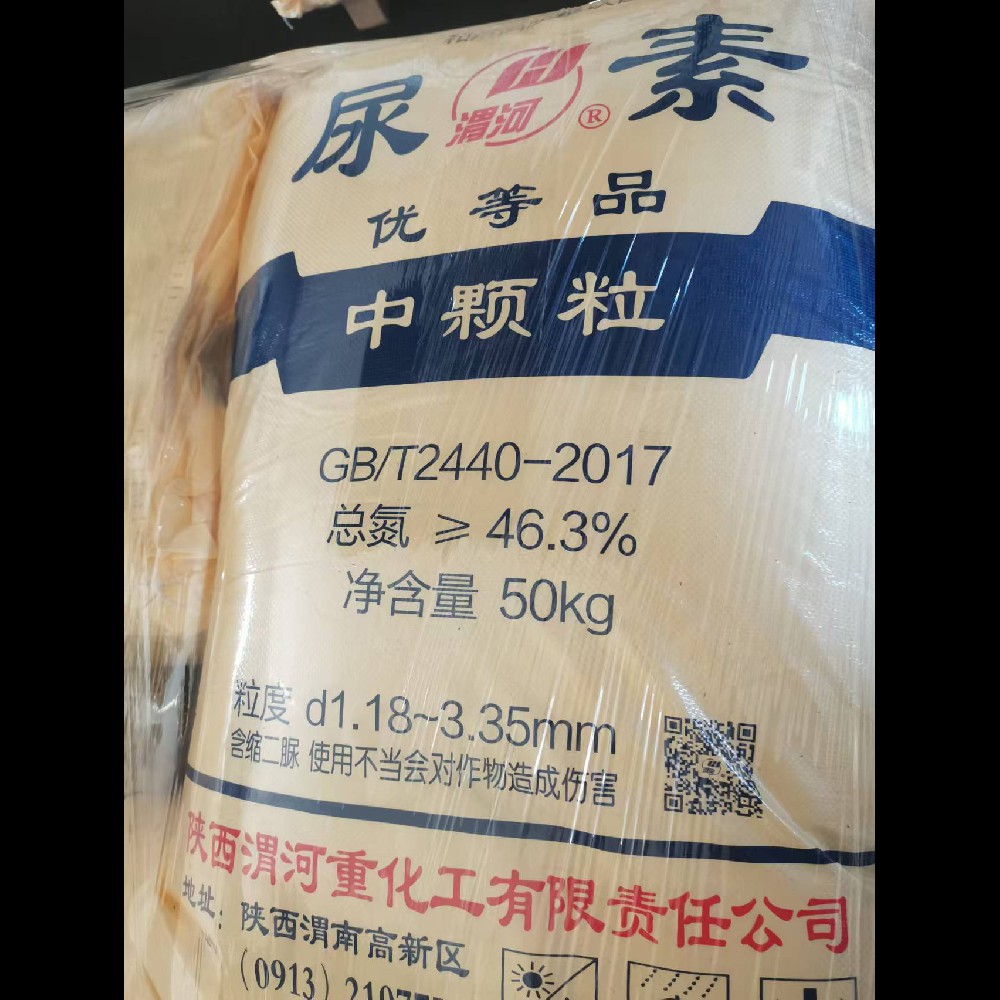 尿 渭河® 素
优等品
中颗粒
GB/T2440-2017
总氮 ≥ 46.3%
净含量 50kg
粒度 d1.18~3.35mm
含缩二脲 使用不当会对作物造成伤害
陕西渭河重化工有限责任公司
地址：陕西渭南高新区
(0913)